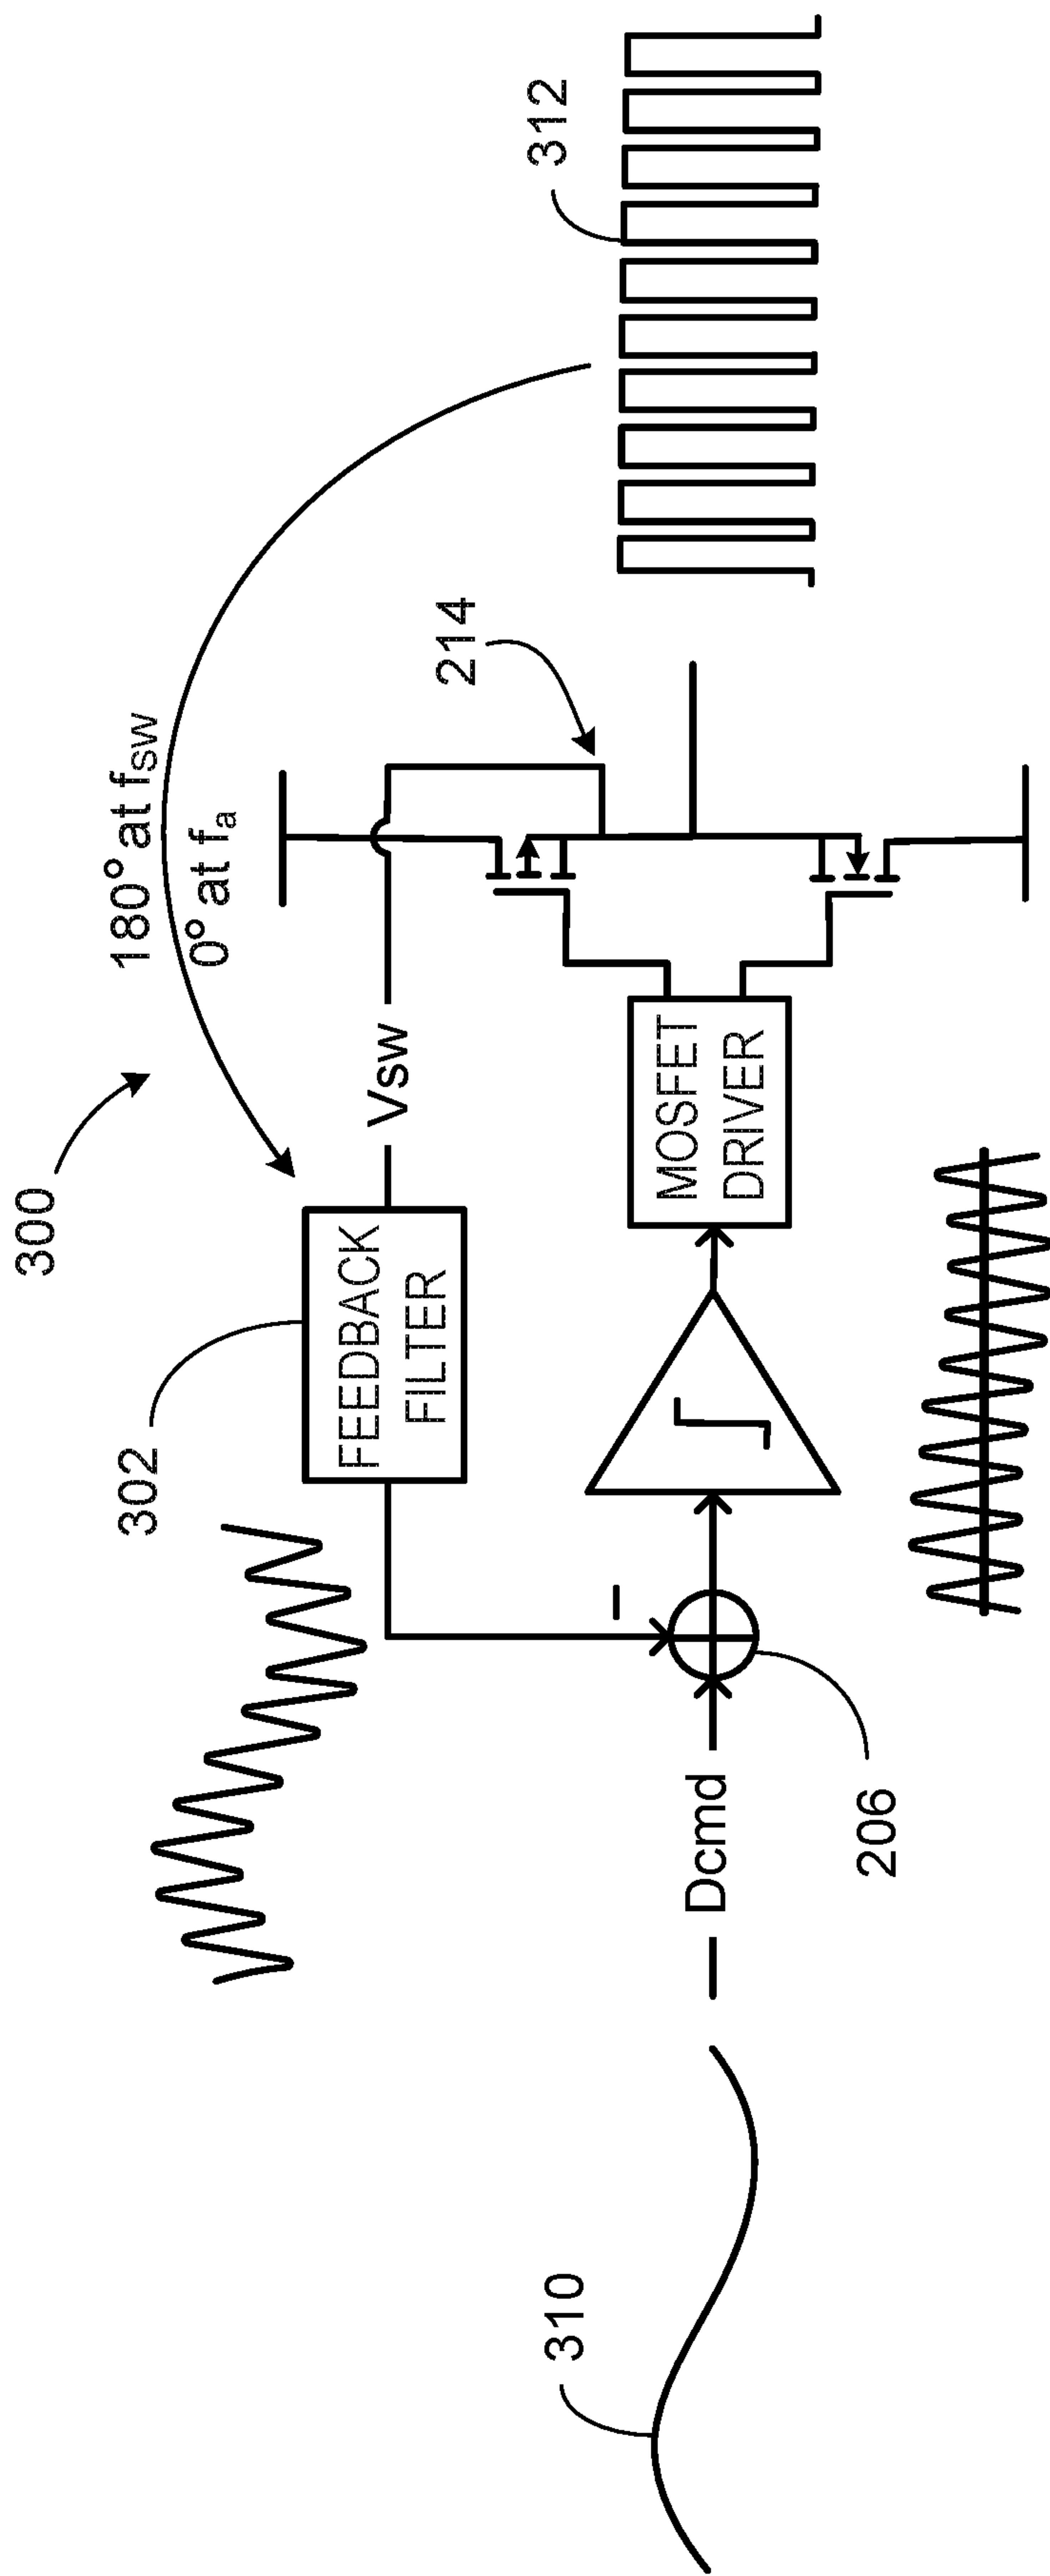 300
180° at fsw
0° at fa
302
FEEDBACK
FILTER
Vsw
214
312
310
Dcmd
206
MOSFET
DRIVER
−